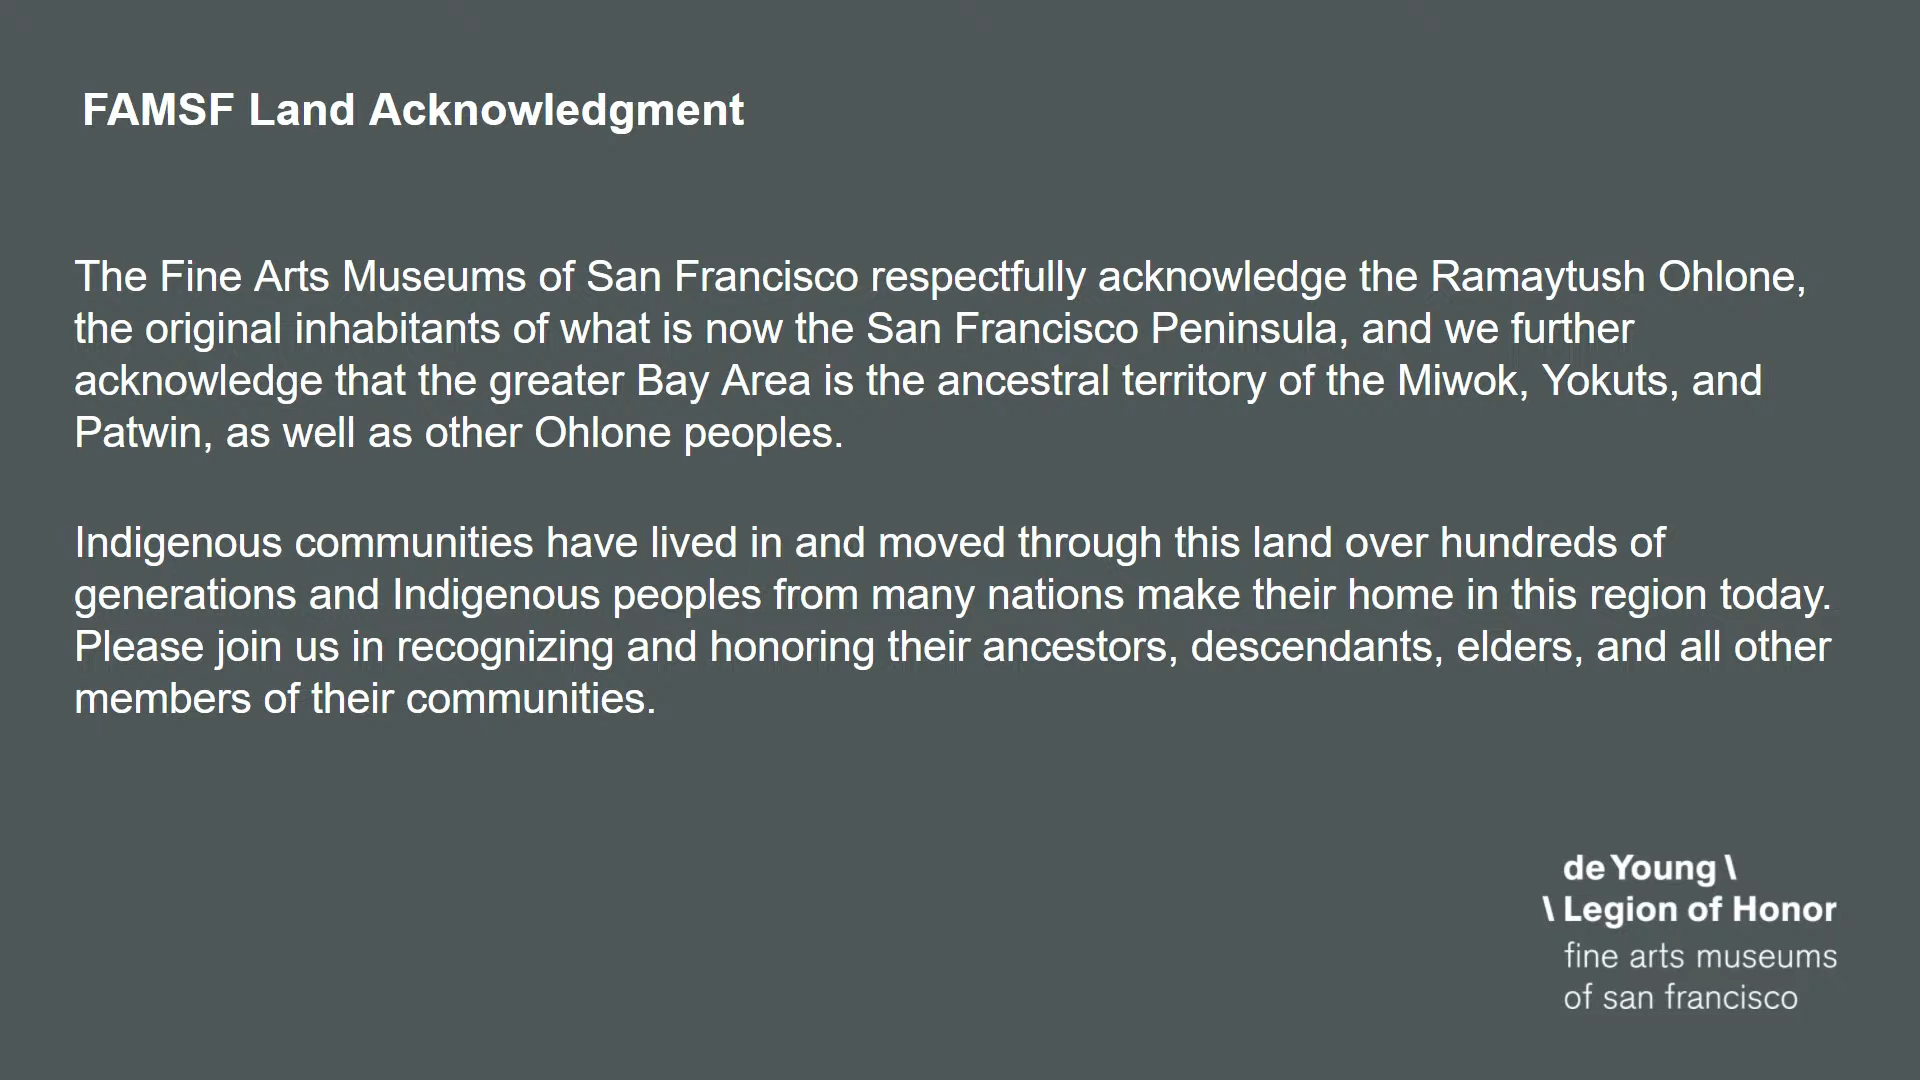 FAMSF Land Acknowledgment
The Fine Arts Museums of San Francisco respectfully acknowledge the Ramaytush Ohlone,
the original inhabitants of what is now the San Francisco Peninsula, and we further
acknowledge that the greater Bay Area is the ancestral territory of the Miwok, Yokuts, and
Patwin, as well as other Ohlone peoples.
Indigenous communities have lived in and moved through this land over hundreds of
generations and Indigenous peoples from many nations make their home in this region today.
Please join us in recognizing and honoring their ancestors, descendants, elders, and all other
members of their communities.
de Young \
\ Legion of Honor
fine arts museums
of san francisco